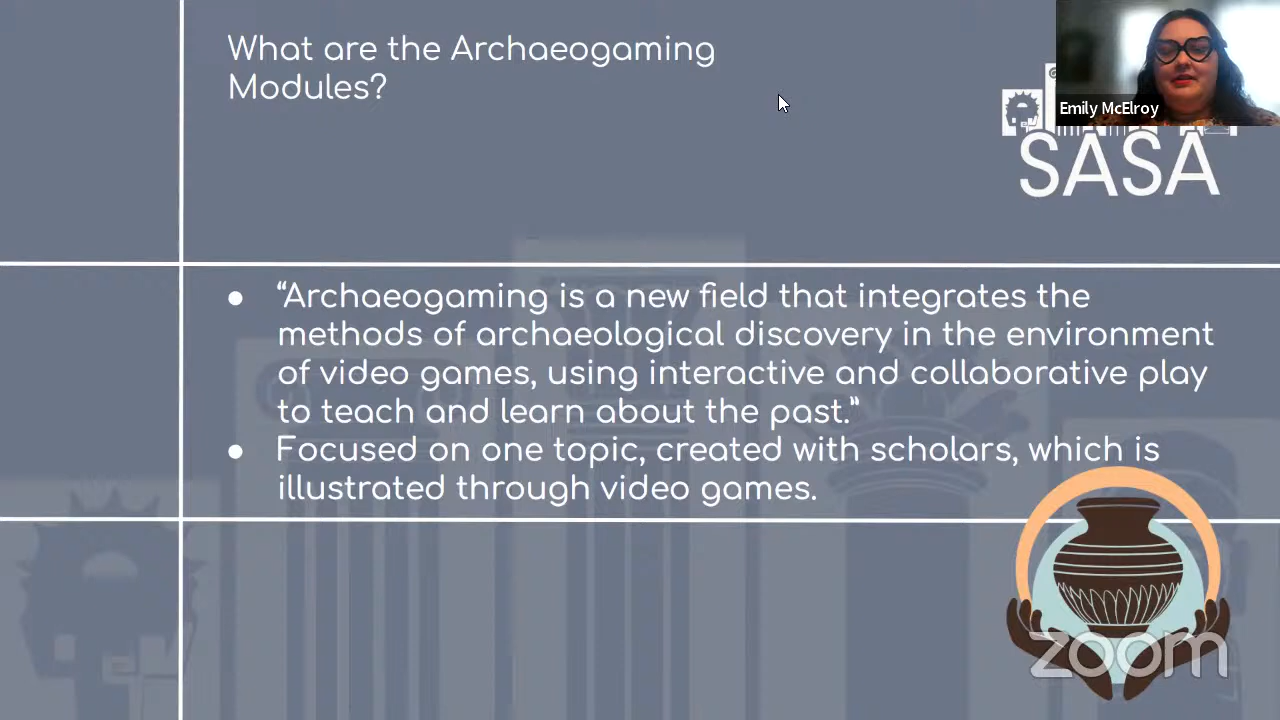 What are the Archaeogaming
Modules?
Emily McElroy
SASA
“Archaeogaming is a new field that integrates the
methods of archaeological discovery in the environment
of video games, using interactive and collaborative play
to teach and learn about the past.”
Focused on one topic, created with scholars, which is
illustrated through video games.
zoom